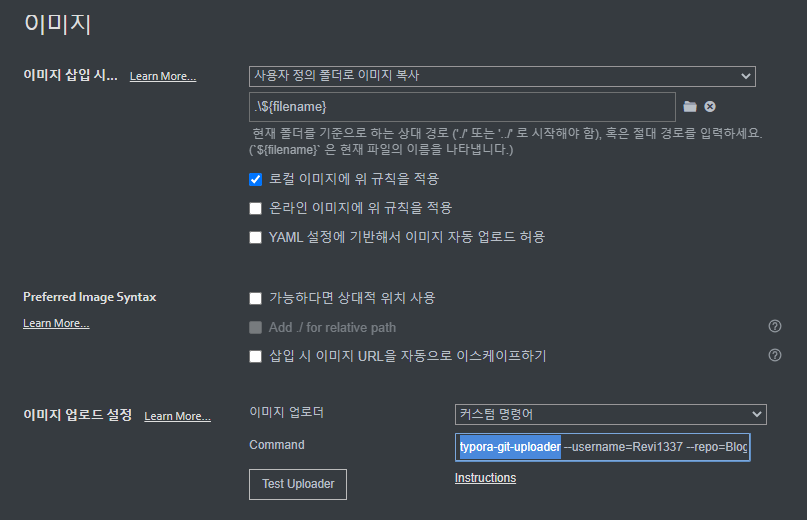 이미지
이미지 삽입 시... Learn More...
사용자 정의 폴더로 이미지 복사
.\${filename}
현재 폴더를 기준으로 하는 상대 경로 ('./' 또는 '../' 로 시작해야 함), 혹은 절대 경로를 입력하세요.
(`${filename}` 은 현재 파일의 이름을 나타냅니다.)
로컬 이미지에 위 규칙을 적용
온라인 이미지에 위 규칙을 적용
YAML 설정에 기반해서 이미지 자동 업로드 허용
Preferred Image Syntax
가능하다면 상대적 위치 사용
Learn More...
Add ./ for relative path
삽입 시 이미지 URL을 자동으로 이스케이프하기
이미지 업로드 설정 Learn More...
이미지 업로더
커스텀 명령어
Command
typora-git-uploader --username=Revi1337 --repo=Blog
Test Uploader
Instructions